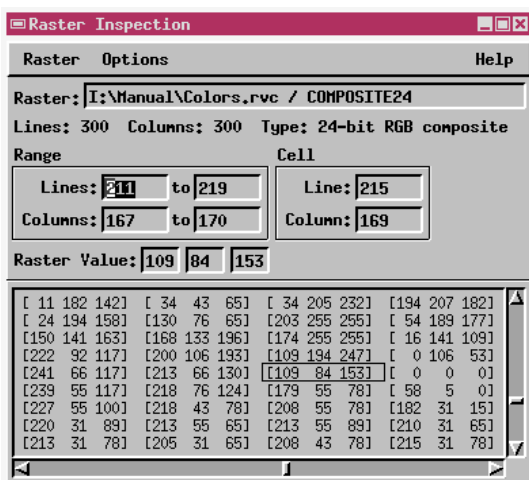 Raster Inspection
Raster Options Help
Raster: I:\Manual\Colors.rvc / COMPOSITE24
Lines: 300 Columns: 300 Type: 24-bit RGB composite
Range Cell
Lines: 211 to 219 Line: 215
Columns: 167 to 170 Column: 169
Raster Value: 109 84 153
[ 11 182 142] [ 34 43 65] [ 34 205 232] [194 207 182]
[ 24 194 158] [130 76 65] [203 255 255] [ 54 189 177]
[150 141 163] [168 133 196] [174 255 255] [ 16 141 109]
[222 92 117] [200 106 193] [109 194 247] [ 0 106 53]
[241 66 117] [213 66 130] [109 84 153] [ 0 0 0]
[239 55 117] [218 76 124] [179 55 78] [ 58 5 0]
[227 55 100] [218 43 78] [208 55 78] [182 31 15]
[220 31 89] [213 55 65] [213 55 89] [210 31 65]
[213 31 78] [205 31 65] [208 43 78] [215 31 78]